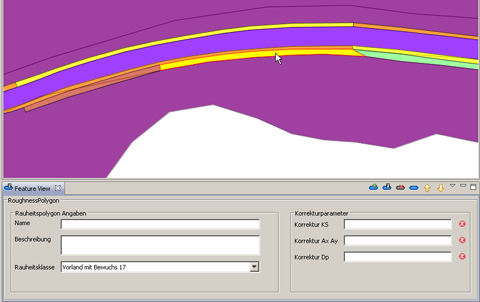 Feature View
RoughnessPolygon
Rauheitspolygon Angaben
Name
Beschreibung
Rauheitsklasse
Vorland mit Bewuchs 17
Korrekturparameter
Korrektur KS
Korrektur Ax Ay
Korrektur Dp